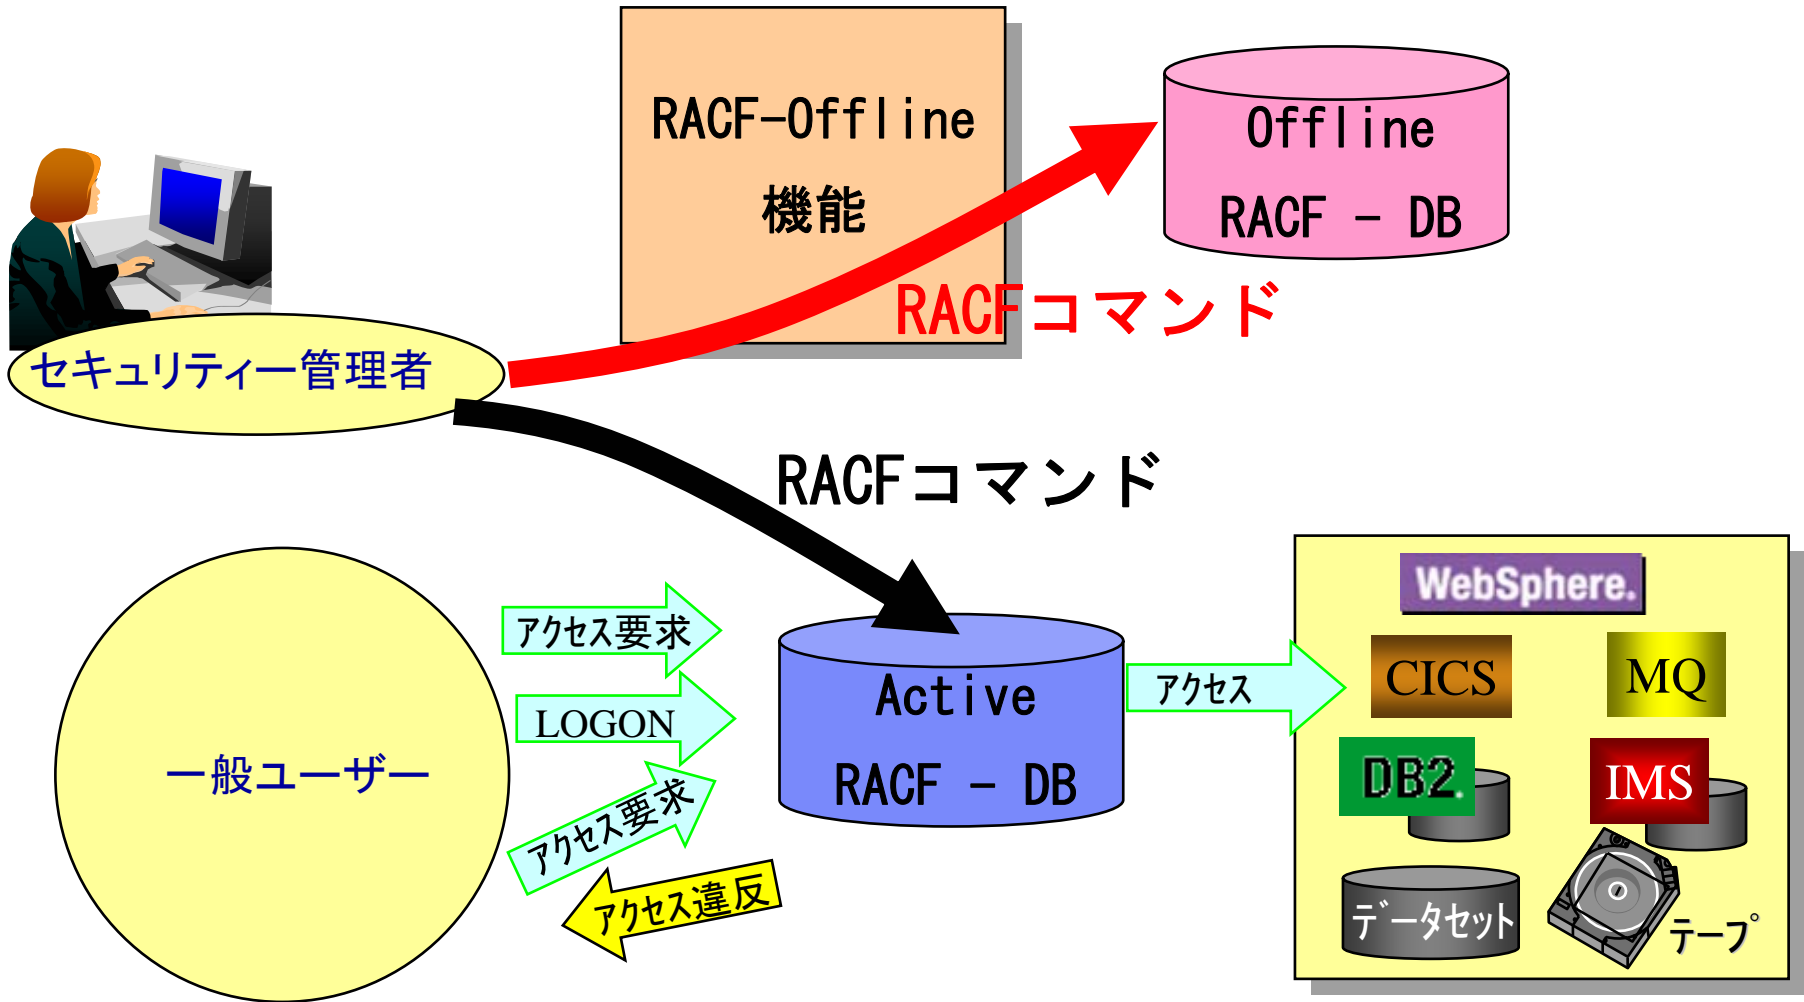 RACF-Offline
機能
Offline
RACF - DB
RACFコマンド
セキュリティー管理者
RACFコマンド
一般ユーザー
アクセス要求
LOGON
アクセス要求
アクセス違反
Active
RACF - DB
アクセス
WebSphere.
CICS
MQ
DB2.
IMS
データセット
テープ